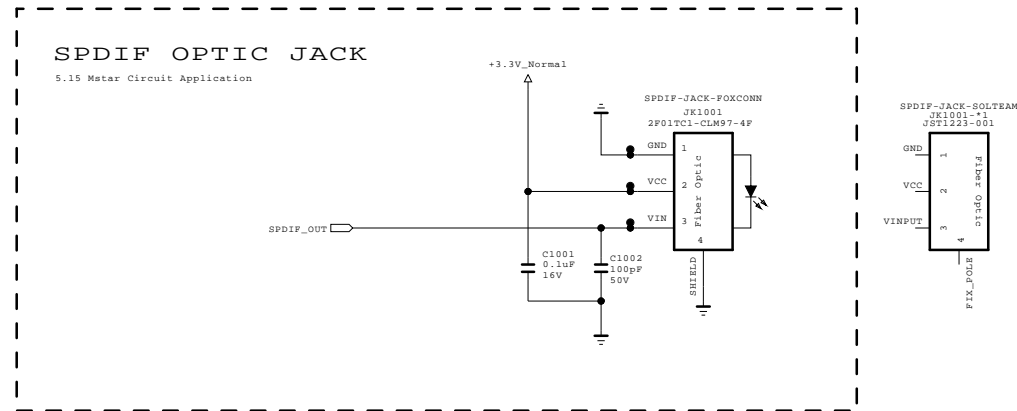 SPDIF OPTIC JACK
5.15 Mstar Circuit Application
+3.3V_Normal
SPDIF-JACK-FOXCONN
JK1001
2F01TC1-CLM97-4F
GND
1
VCC
2
VIN
3
4
Fiber Optic
SHIELD
SPDIF_OUT
C1001
0.1uF
16V
C1002
100pF
50V
SPDIF-JACK-SOLTEAM
JK1001-*1
JST1223-001
GND
1
VCC
2
VINPUT
3
4
Fiber Optic
FIX_POLE